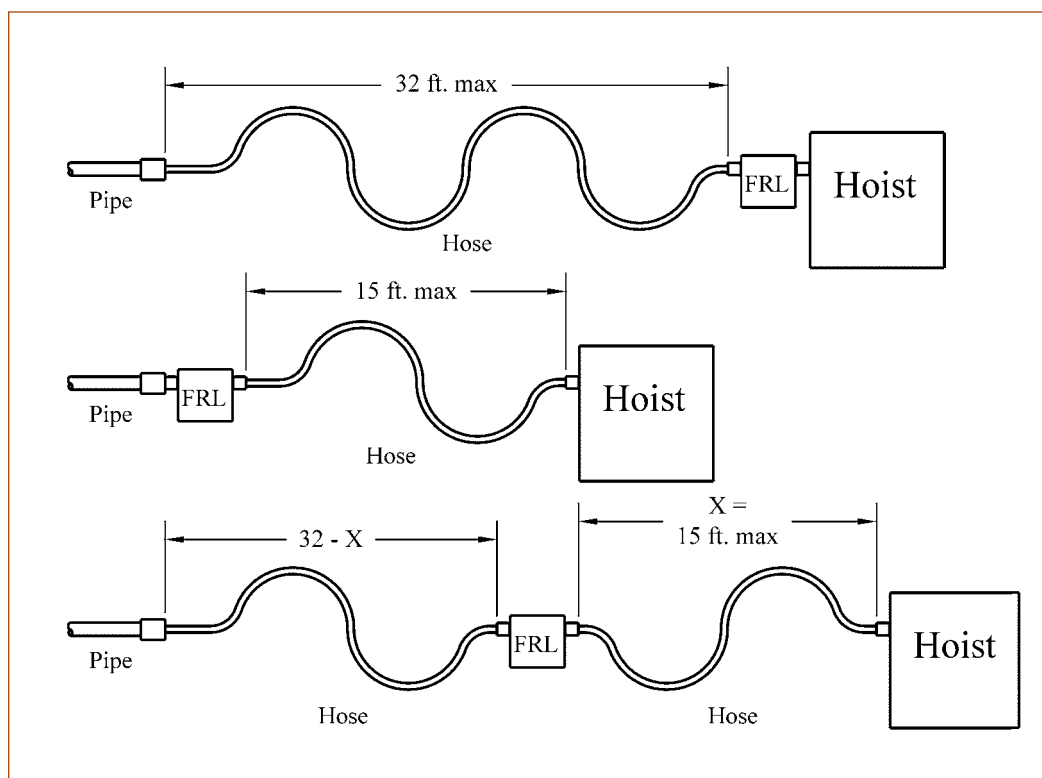 32 ft. max
Pipe
FRL
Hoist
Hose
15 ft. max
Pipe
FRL
Hoist
Hose
32 - X
X =
15 ft. max
Pipe
FRL
Hoist
Hose
Hose